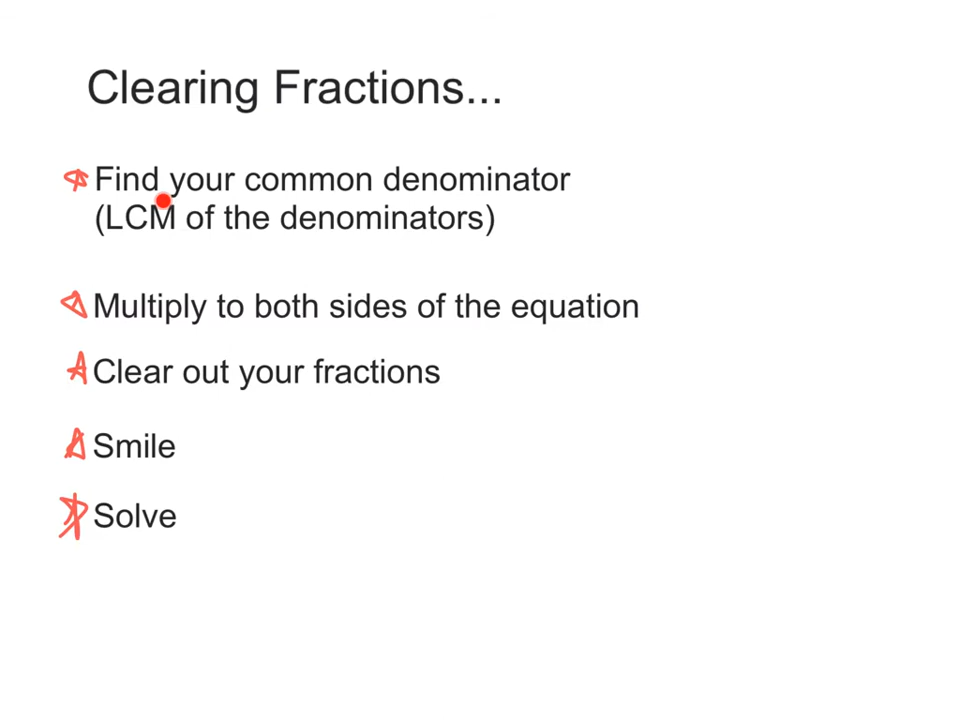 Clearing Fractions...
Find your common denominator
(LCM of the denominators)
Multiply to both sides of the equation
Clear out your fractions
Smile
Solve